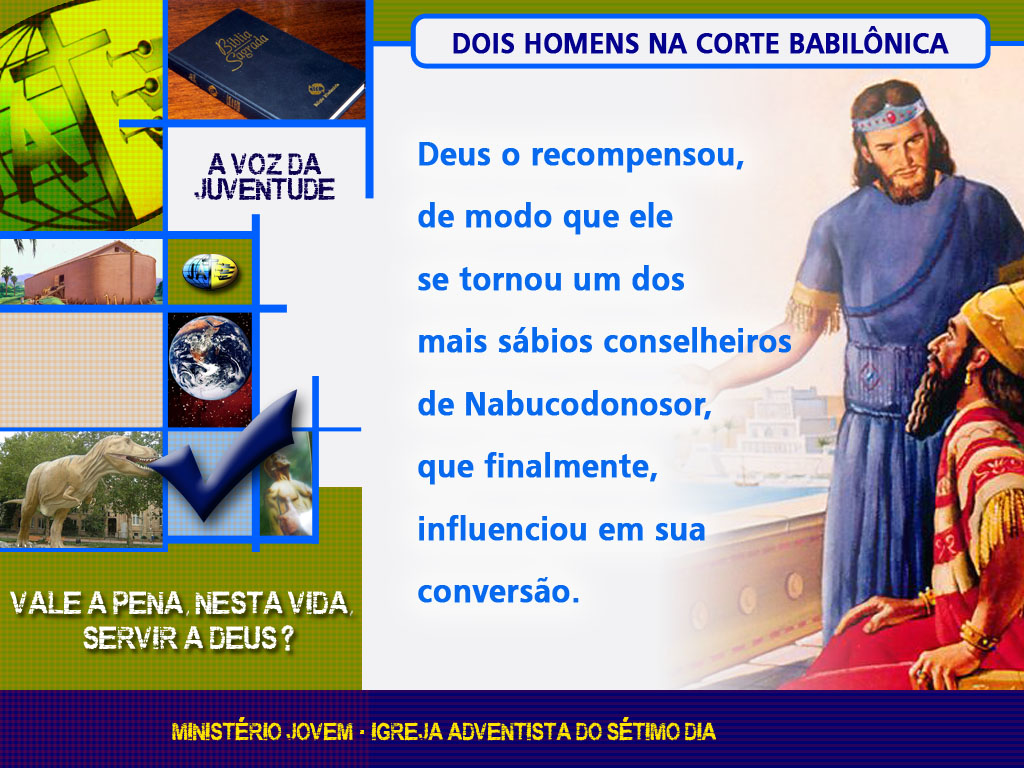 DOIS HOMENS NA CORTE BABILÔNICA
Bíblia
Sagrada
A VOZ DA
JUVENTUDE
Deus o recompensou,
de modo que ele
se tornou um dos
mais sábios conselheiros
de Nabucodonosor,
que finalmente,
influenciou em sua
conversão.
VALE A PENA, NESTA VIDA,
SERVIR A DEUS?
MINISTÉRIO JOVEM - IGREJA ADVENTISTA DO SÉTIMO DIA